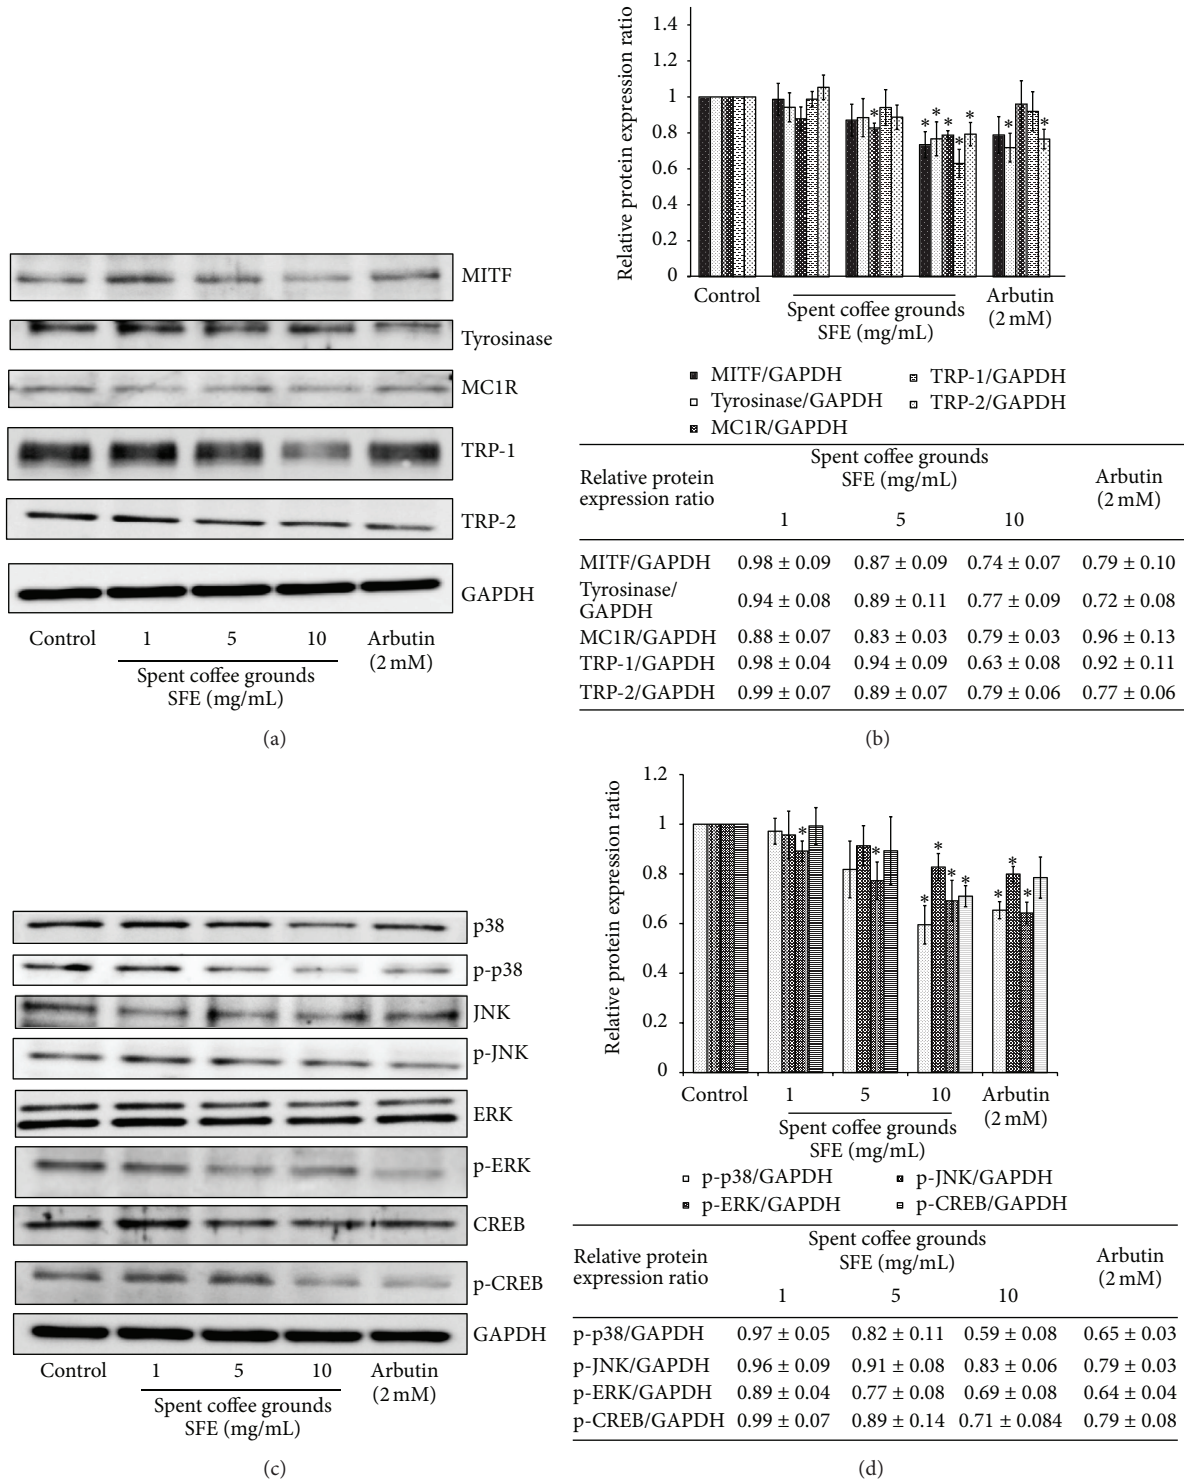 MITF
Tyrosinase
MC1R
TRP-1
TRP-2
GAPDH
Control
1
5
10
Arbutin
(2 mM)
Spent coffee grounds
SFE (mg/mL)
(a)
Relative protein expression ratio
1.4
1.2
1
0.8
0.6
0.4
0.2
0
* * * * * * * *
Control
Spent coffee grounds
SFE (mg/mL)
Arbutin
(2 mM)
MITF/GAPDH
Tyrosinase/GAPDH
MC1R/GAPDH
TRP-1/GAPDH
TRP-2/GAPDH
Relative protein
expression ratio
Spent coffee grounds
SFE (mg/mL)
Arbutin
(2 mM)
1 5 10
MITF/GAPDH 0.98 ± 0.09 0.87 ± 0.09 0.74 ± 0.07 0.79 ± 0.10
Tyrosinase/
GAPDH 0.94 ± 0.08 0.89 ± 0.11 0.77 ± 0.09 0.72 ± 0.08
MC1R/GAPDH 0.88 ± 0.07 0.83 ± 0.03 0.79 ± 0.03 0.96 ± 0.13
TRP-1/GAPDH 0.98 ± 0.04 0.94 ± 0.09 0.63 ± 0.08 0.92 ± 0.11
TRP-2/GAPDH 0.99 ± 0.07 0.89 ± 0.07 0.79 ± 0.06 0.77 ± 0.06
(b)
p38
p-p38
JNK
p-JNK
ERK
p-ERK
CREB
p-CREB
GAPDH
Control
1
5
10
Arbutin
(2 mM)
Spent coffee grounds
SFE (mg/mL)
(c)
Relative protein expression ratio
1.2
1
0.8
0.6
0.4
0.2
0
* * * * * * * * *
Control
1
5
10
Arbutin
(2 mM)
Spent coffee grounds
SFE (mg/mL)
p-p38/GAPDH
p-ERK/GAPDH
p-JNK/GAPDH
p-CREB/GAPDH
Relative protein
expression ratio
Spent coffee grounds
SFE (mg/mL)
Arbutin
(2 mM)
1 5 10
p-p38/GAPDH 0.97 ± 0.05 0.82 ± 0.11 0.59 ± 0.08 0.65 ± 0.03
p-JNK/GAPDH 0.96 ± 0.09 0.91 ± 0.08 0.83 ± 0.06 0.79 ± 0.03
p-ERK/GAPDH 0.89 ± 0.04 0.77 ± 0.08 0.69 ± 0.08 0.64 ± 0.04
p-CREB/GAPDH 0.99 ± 0.07 0.89 ± 0.14 0.71 ± 0.084 0.79 ± 0.08
(d)